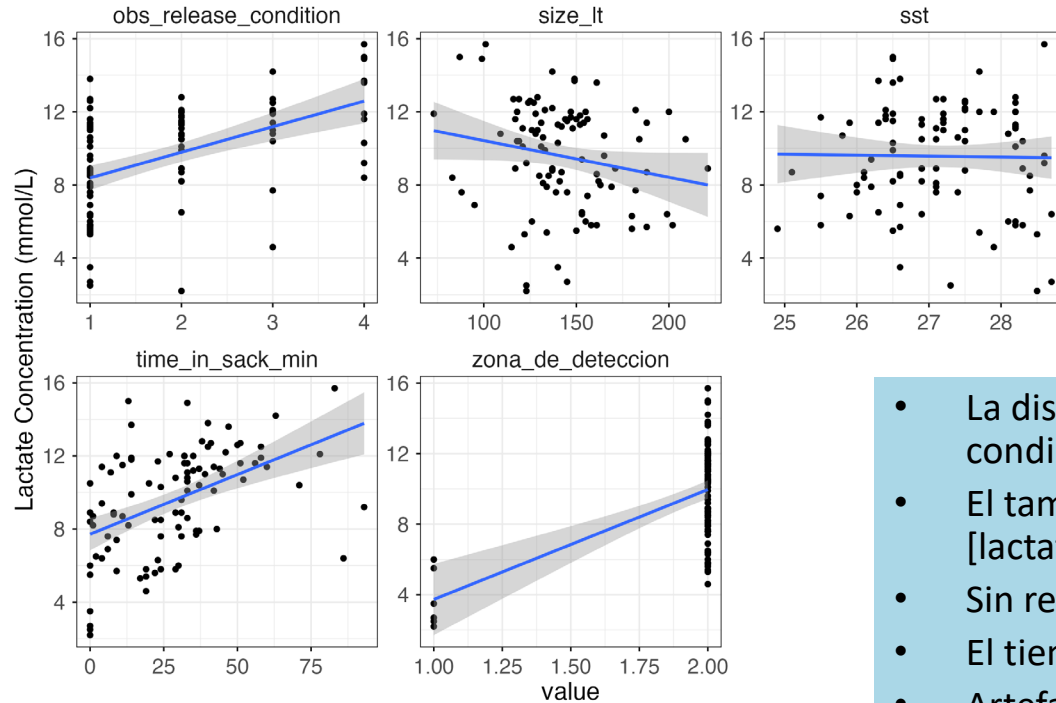 obs_release_condition
size_lt
sst
16
12
8
4
1 2 3 4
16
12
8
4
100 150 200
16
12
8
4
25 26 27 28
Lactate Concentration (mmol/L)
time_in_sack_min
zona_de_deteccion
16
12
8
4
0 25 50 75
16
12
8
4
1.00 1.25 1.50 1.75 2.00
value
• La dis
condi
• El tam
[lacta
• Sin re
• El tier